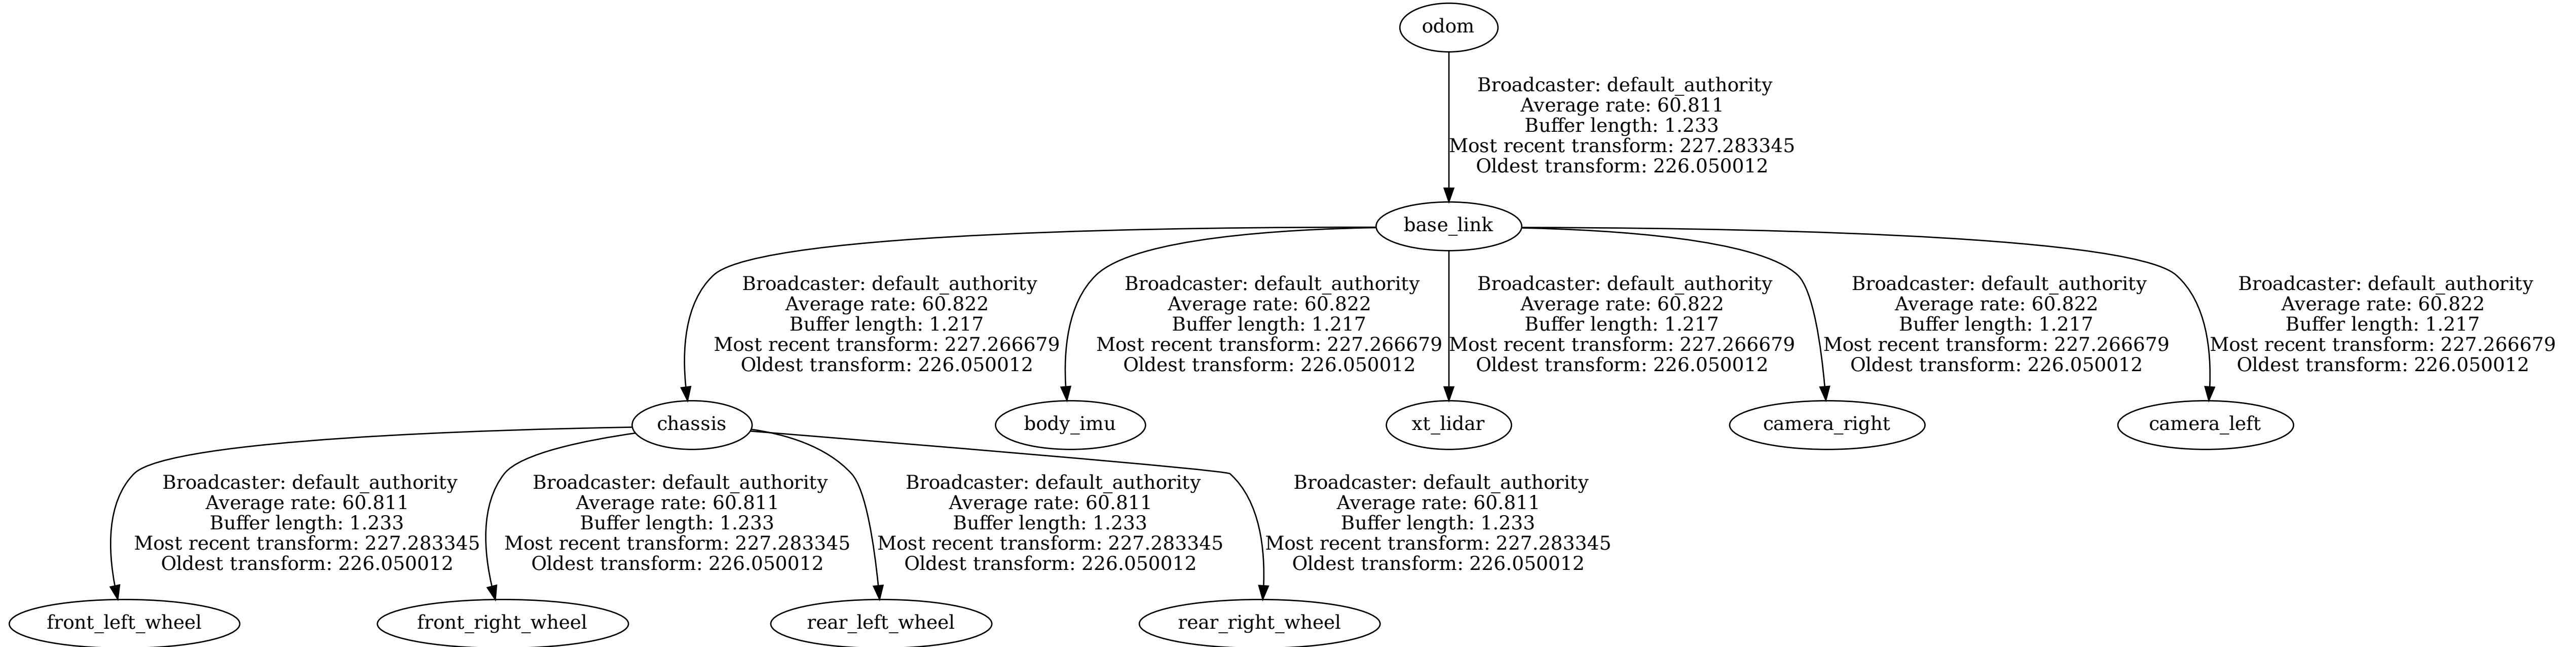 odom
Broadcaster: default_authority
Average rate: 60.811
Buffer length: 1.233
Most recent transform: 227.283345
Oldest transform: 226.050012
base_link
Broadcaster: default_authority
Average rate: 60.822
Buffer length: 1.217
Most recent transform: 227.266679
Oldest transform: 226.050012
Broadcaster: default_authority
Average rate: 60.822
Buffer length: 1.217
Most recent transform: 227.266679
Oldest transform: 226.050012
Broadcaster: default_authority
Average rate: 60.822
Buffer length: 1.217
Most recent transform: 227.266679
Oldest transform: 226.050012
Broadcaster: default_authority
Average rate: 60.822
Buffer length: 1.217
Most recent transform: 227.266679
Oldest transform: 226.050012
Broadcaster: default_authority
Average rate: 60.822
Buffer length: 1.217
Most recent transform: 227.266679
Oldest transform: 226.050012
chassis
body_imu
xt_lidar
camera_right
camera_left
Broadcaster: default_authority
Average rate: 60.811
Buffer length: 1.233
Most recent transform: 227.283345
Oldest transform: 226.050012
Broadcaster: default_authority
Average rate: 60.811
Buffer length: 1.233
Most recent transform: 227.283345
Oldest transform: 226.050012
Broadcaster: default_authority
Average rate: 60.811
Buffer length: 1.233
Most recent transform: 227.283345
Oldest transform: 226.050012
Broadcaster: default_authority
Average rate: 60.811
Buffer length: 1.233
Most recent transform: 227.283345
Oldest transform: 226.050012
front_left_wheel
front_right_wheel
rear_left_wheel
rear_right_wheel